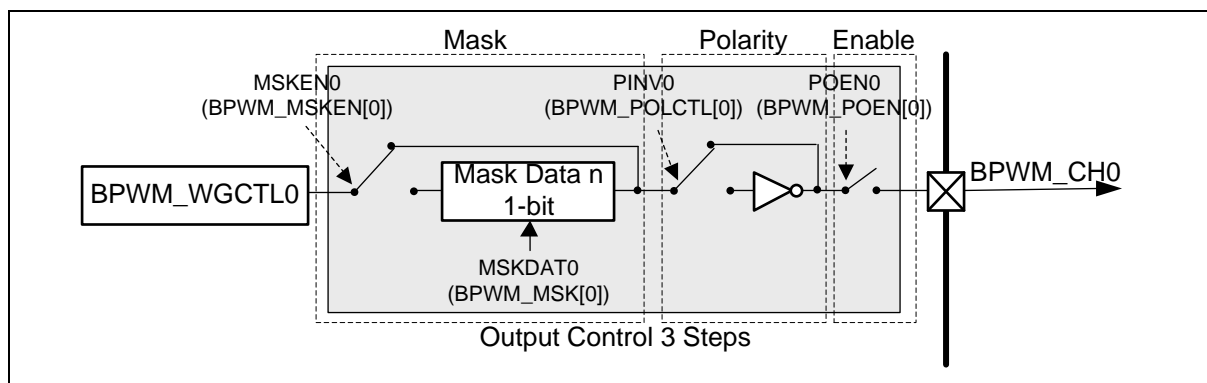 Mask
Polarity
Enable
MSKEN0
(BPWM_MSKEN[0])
PINV0
(BPWM_POLCTL[0])
POEN0
(BPWM_POEN[0])
BPWM_WGCTL0
Mask Data n
1-bit
BPWM_CH0
MSKDAT0
(BPWM_MSK[0])
Output Control 3 Steps